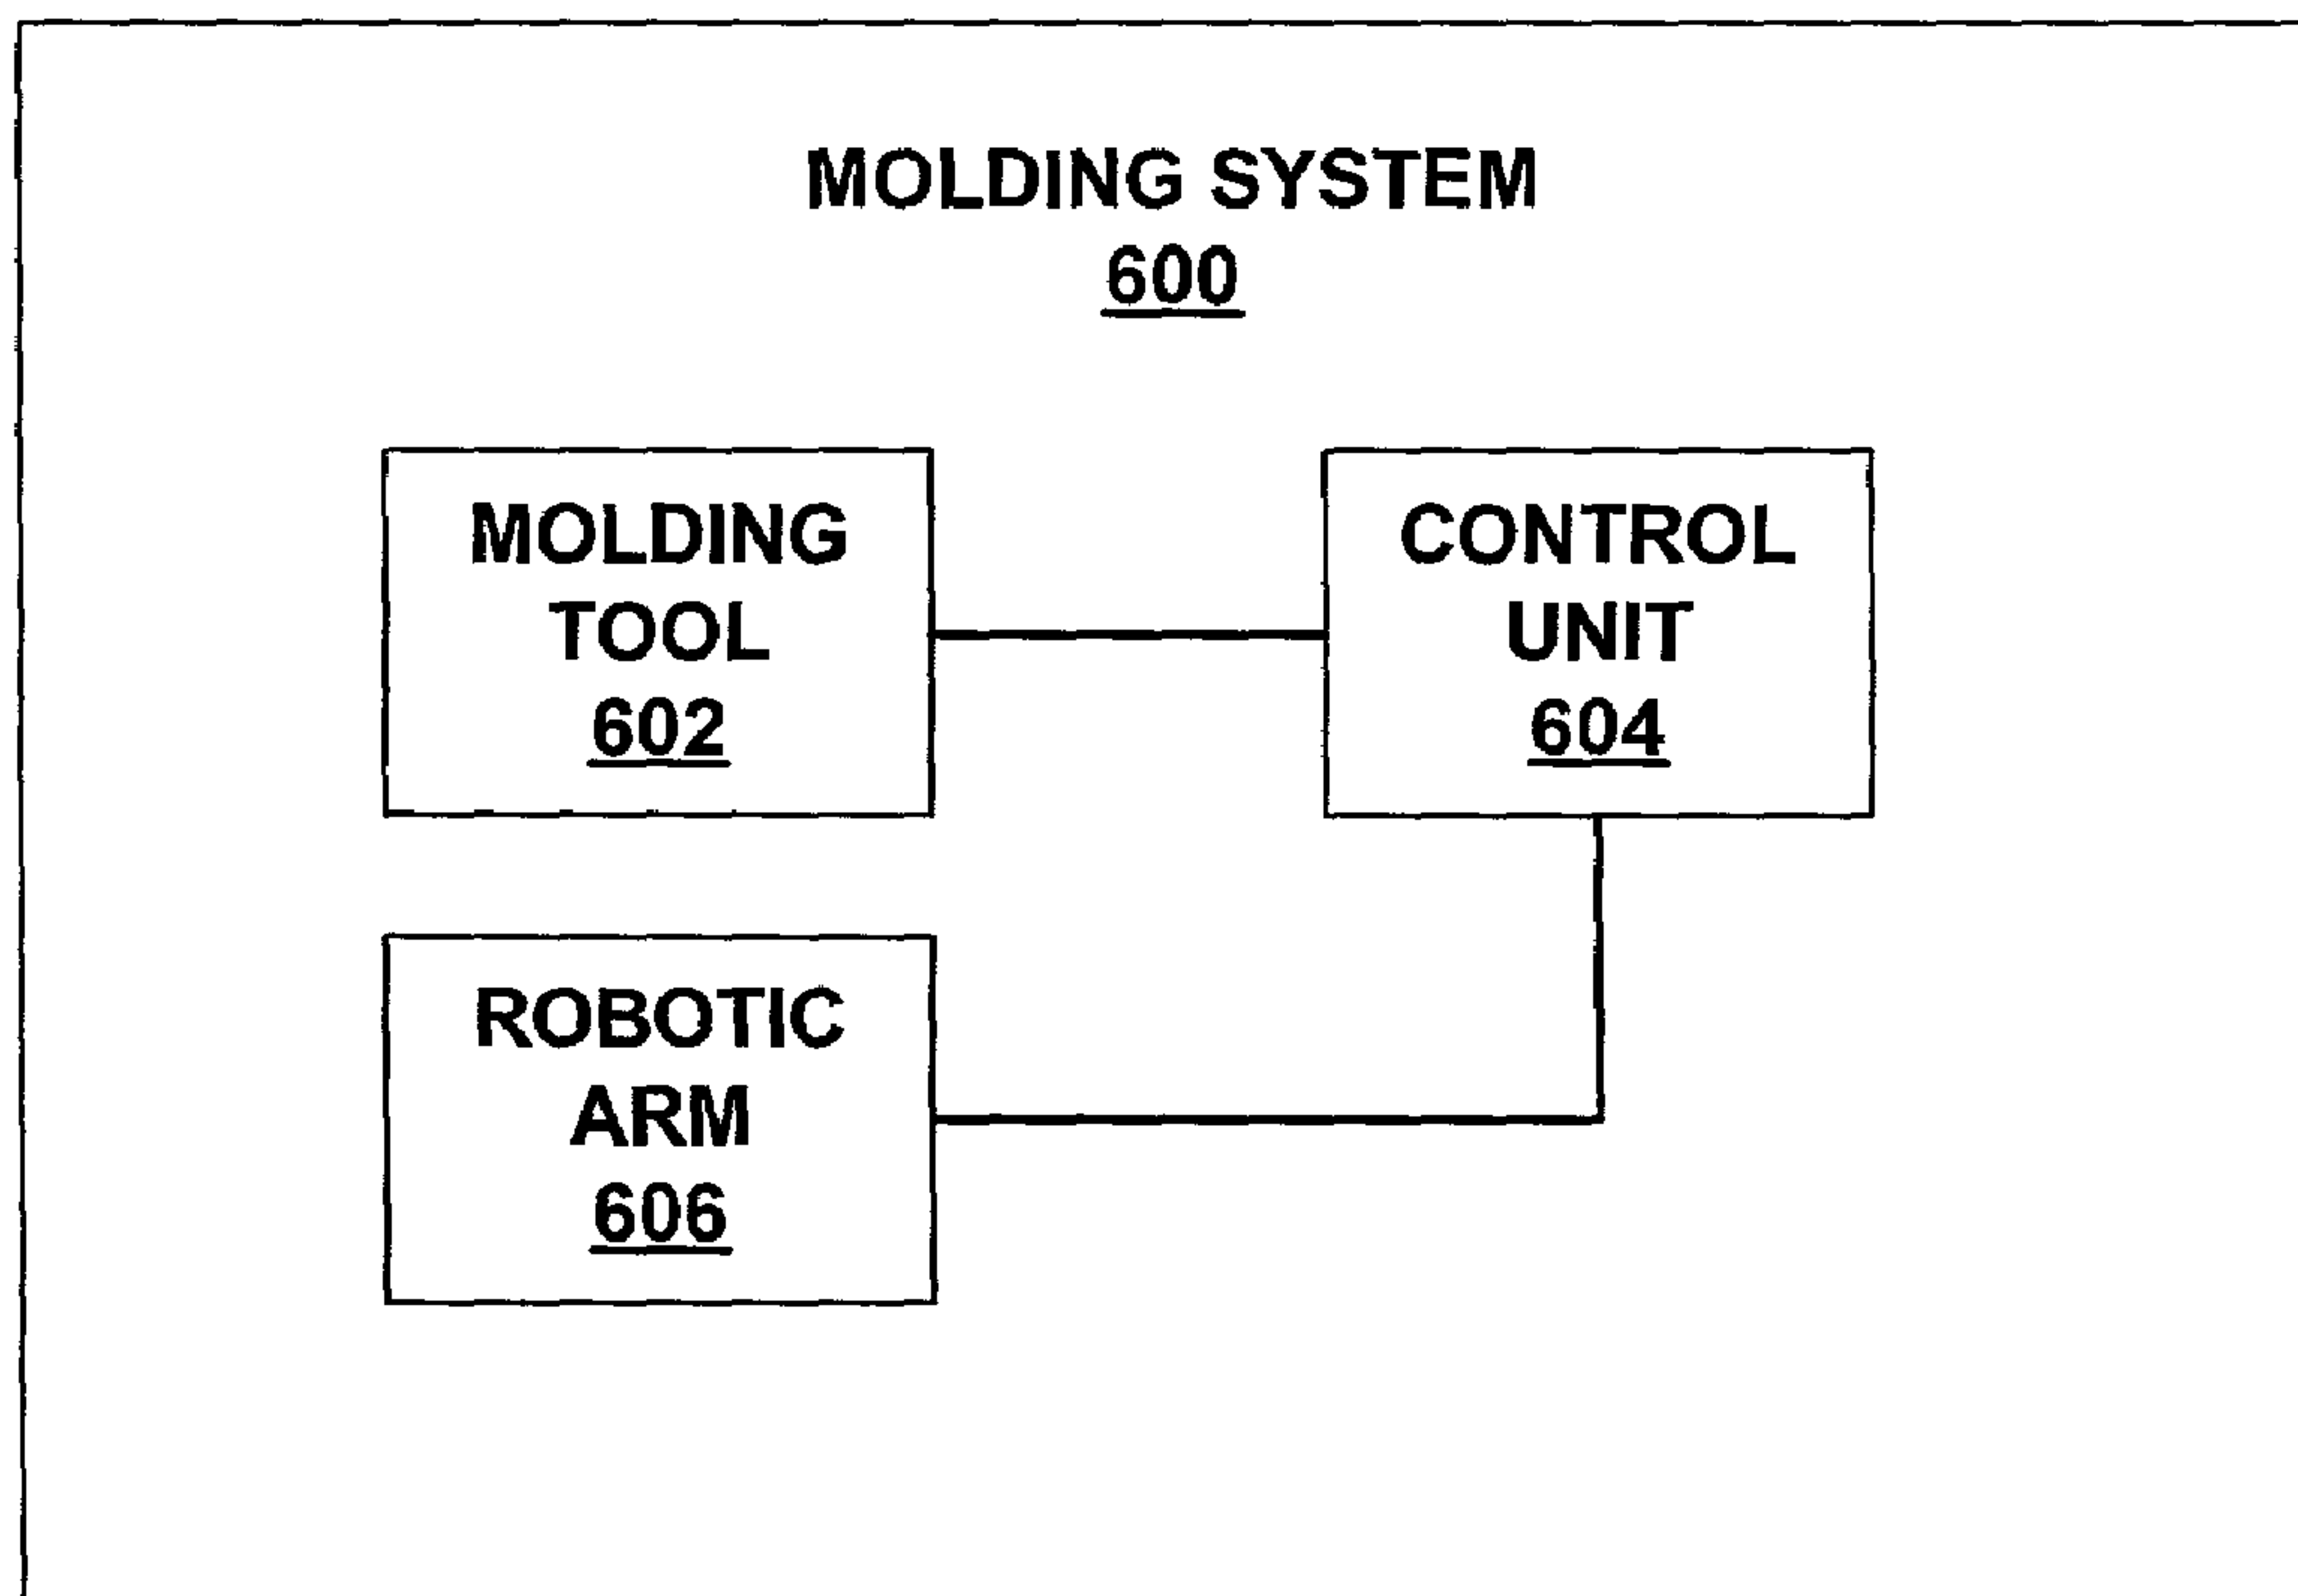 MOLDING SYSTEM
600
MOLDING
TOOL
602
CONTROL
UNIT
604
ROBOTIC
ARM
606